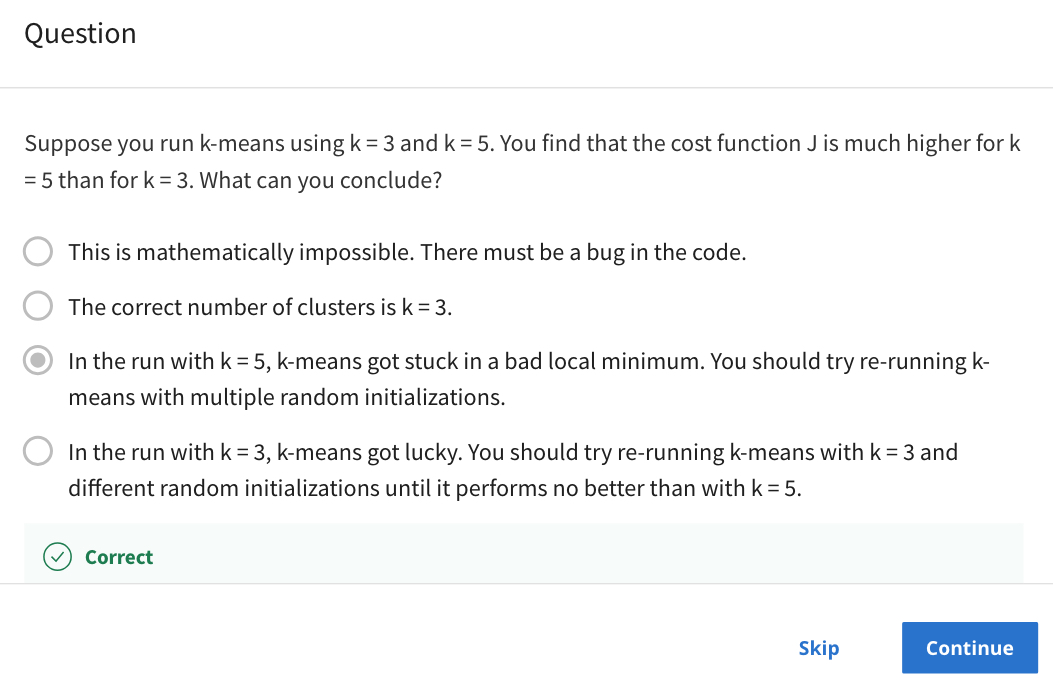 Question
Suppose you run k-means using k = 3 and k = 5. You find that the cost function J is much higher for k
= 5 than for k = 3. What can you conclude?
This is mathematically impossible. There must be a bug in the code.
The correct number of clusters is k = 3.
In the run with k = 5, k-means got stuck in a bad local minimum. You should try re-running k-
means with multiple random initializations.
In the run with k = 3, k-means got lucky. You should try re-running k-means with k = 3 and
different random initializations until it performs no better than with k = 5.
Correct
Skip
Continue